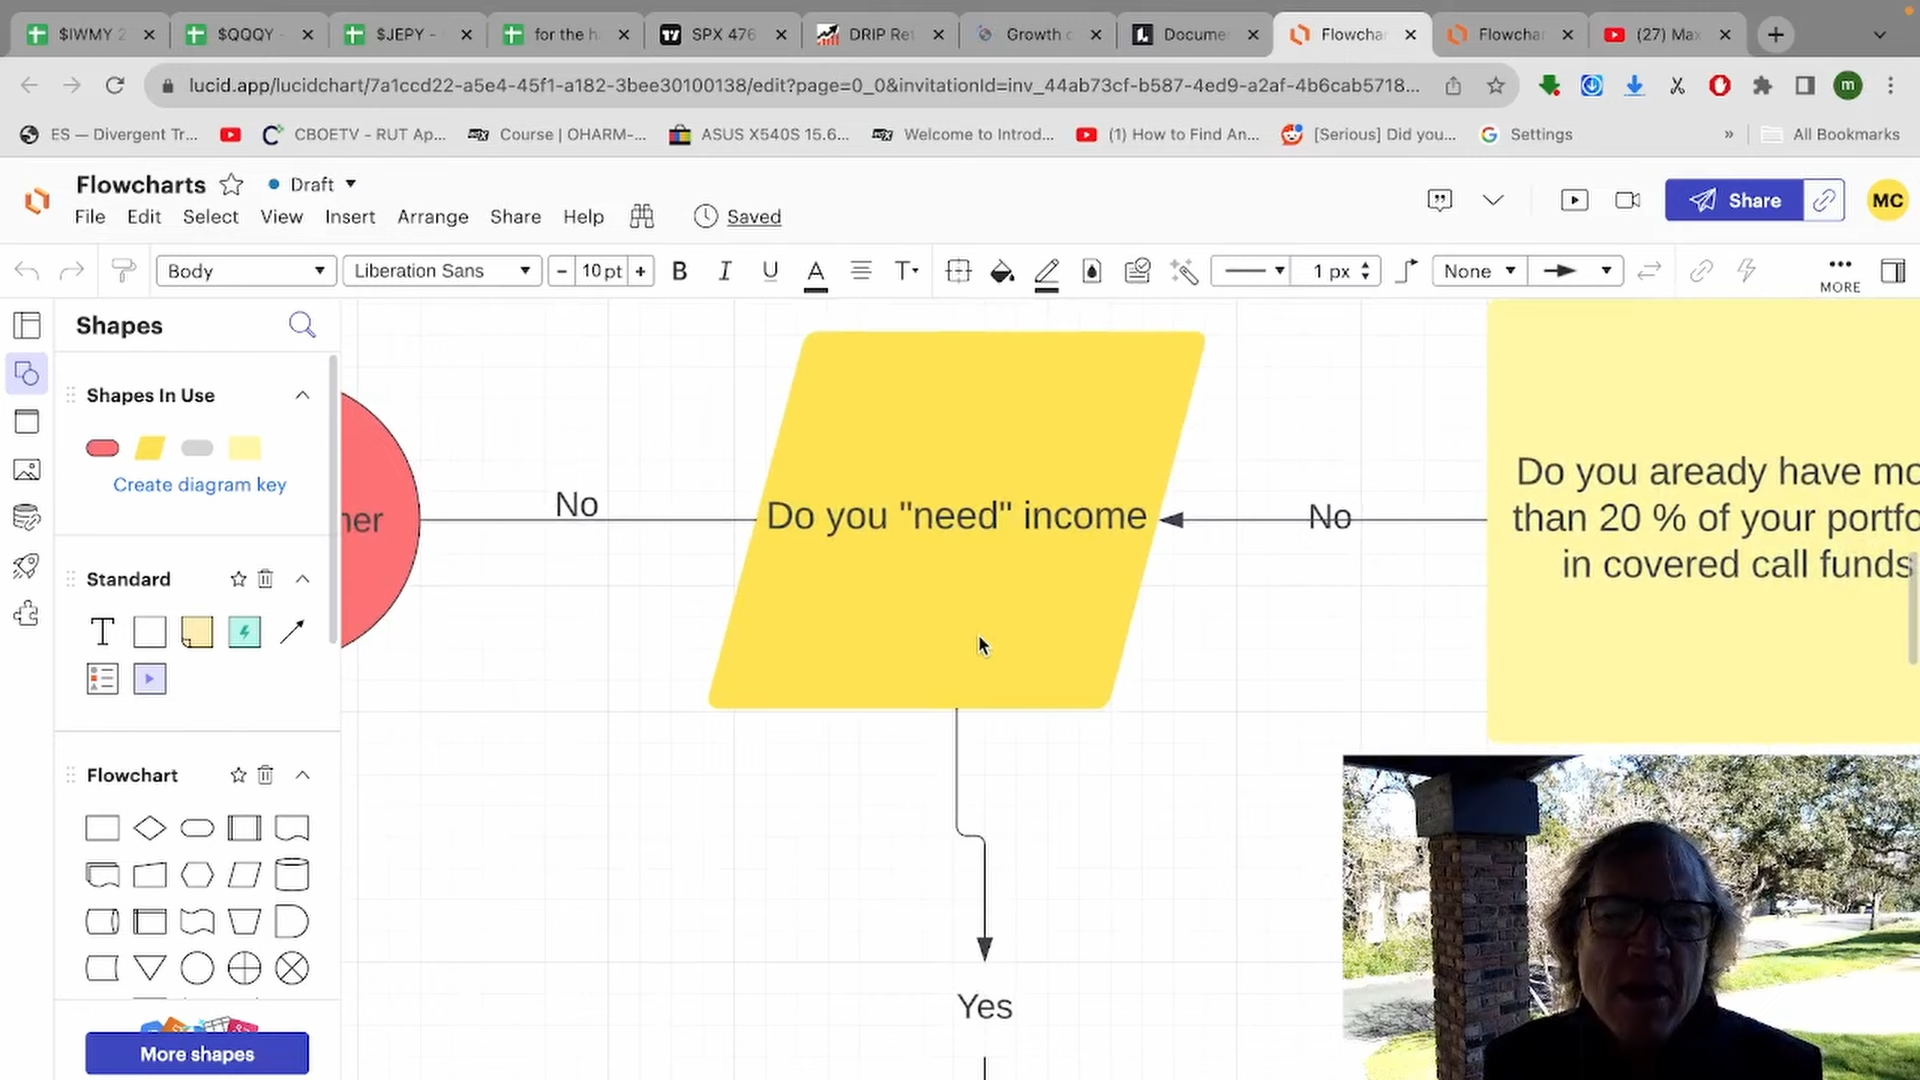 $IWMY 2
$QQQY -
$JEPY -
for the h
SPX 476
DRIP Ret
Growth c
Docume
Flowchar
Flowchar
(27) Max
lucid.app/lucidchart/7a1ccd22-a5e4-45f1-a182-3bee30100138/edit?page=0_0&invitationId=inv_44ab73cf-b587-4ed9-a2af-4b6cab5718...
m
ES — Divergent Tr...
CBOETV - RUT Ap...
Course | OHARM-...
ASUS X540S 15.6...
Welcome to Introd...
(1) How to Find An...
[Serious] Did you...
Settings
»
All Bookmarks
Flowcharts
Draft
File Edit Select View Insert Arrange Share Help
Saved
Share
MC
Body
Liberation Sans
- 10 pt +
B I U A T
1 px
None
MORE
Shapes
Shapes In Use
Create diagram key
Standard
T
Flowchart
More shapes
her
No
Do you "need" income
No
Do you aready have mo
than 20 % of your portfo
in covered call funds
Yes